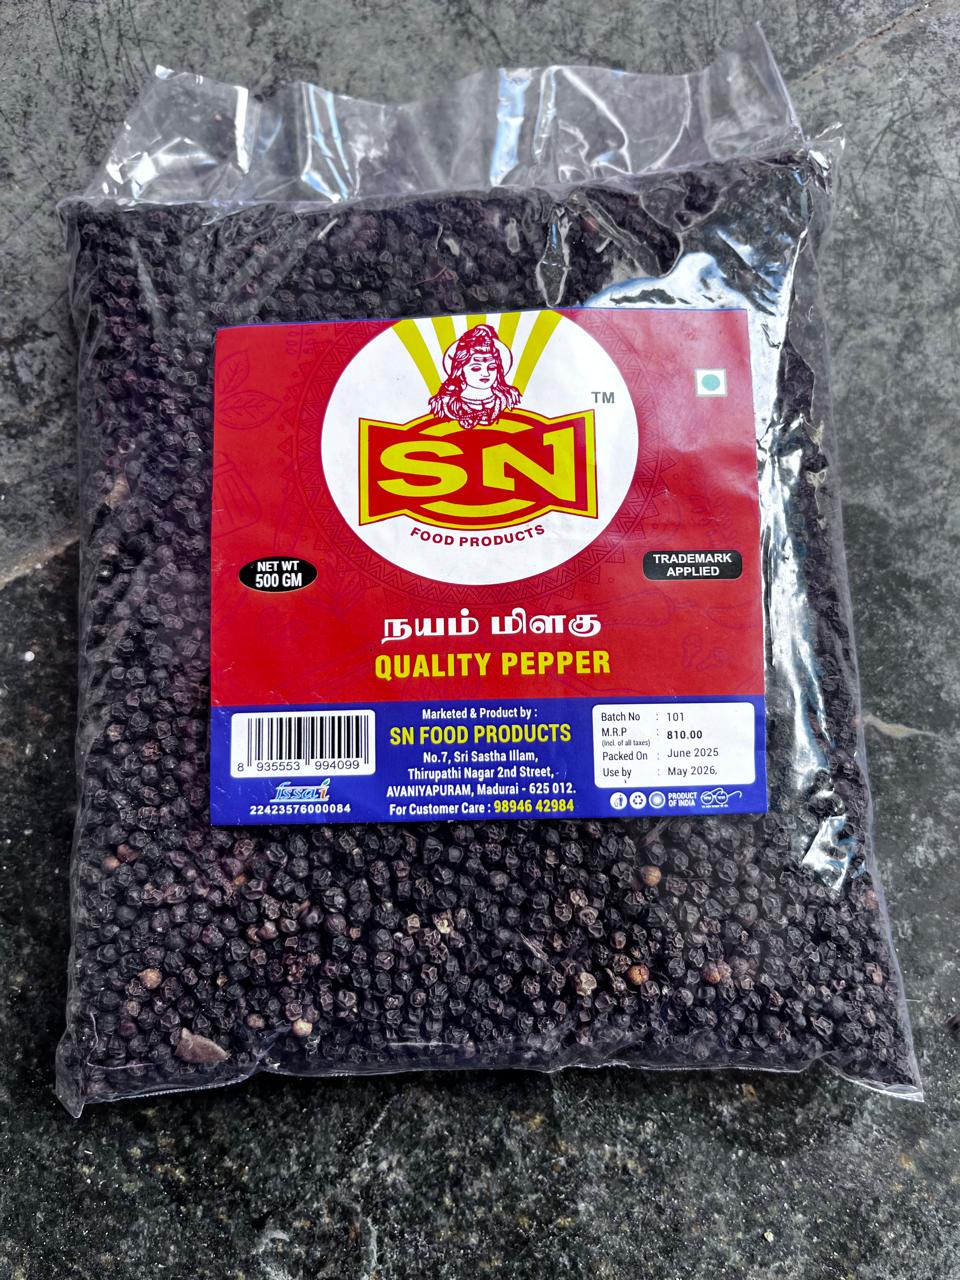 TM
SN
FOOD PRODUCTS
NET WT
500 GM
TRADEMARK
APPLIED
நயம் மிளகு
QUALITY PEPPER
8 935553 994099
fssai
22423576000084
Marketed & Product by :
SN FOOD PRODUCTS
No.7, Sri Sastha Illam,
Thirupathi Nagar 2nd Street,
AVANIYAPURAM, Madurai - 625 012.
For Customer Care : 98946 42984
Batch No : 101
M.R.P : 810.00
(Incl. of all taxes)
Packed On : June 2025
Use by : May 2026,
PRODUCT
OF INDIA